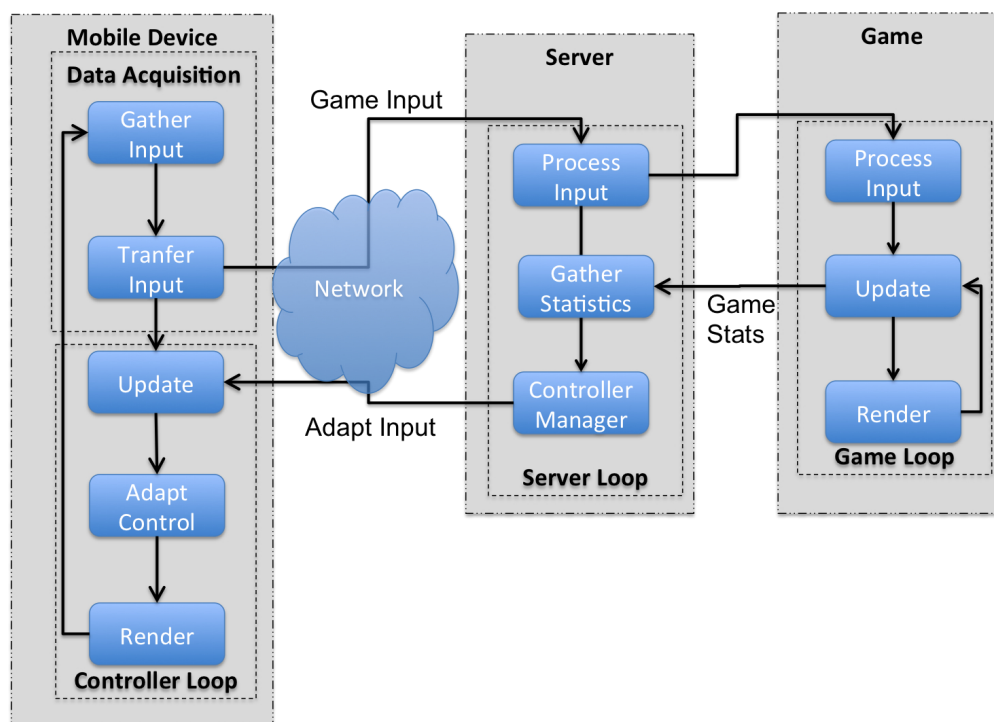 Mobile Device
Data Acquisition
Gather
Input
Tranfer
Input
Update
Adapt
Control
Render
Controller Loop
Game Input
Network
Adapt Input
Server
Process
Input
Gather
Statistics
Controller
Manager
Server Loop
Game
Stats
Game
Process
Input
Update
Render
Game Loop